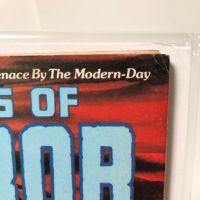 enace By The Modern-Day
S OF
ROR